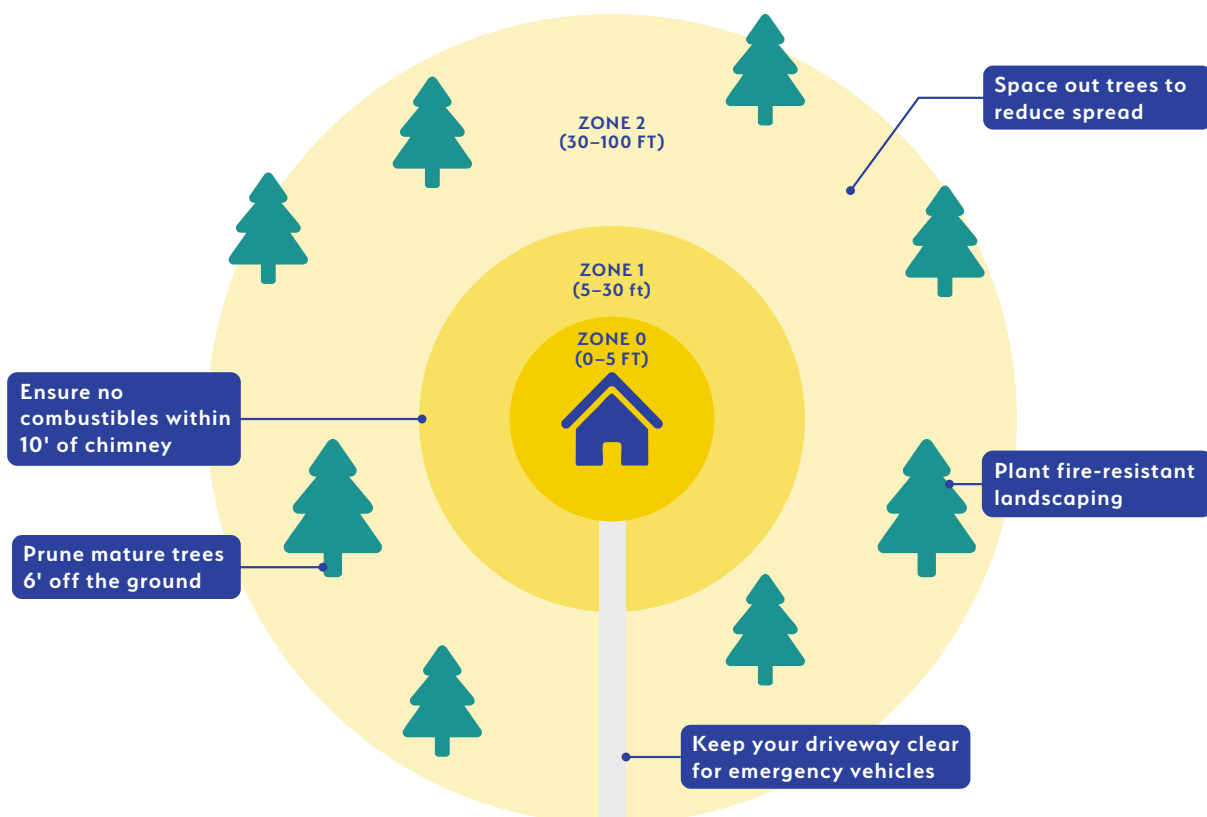 Space out trees to
reduce spread
ZONE 2
(30–100 FT)
ZONE 1
(5–30 ft)
ZONE 0
(0–5 FT)
Ensure no
combustibles within
10' of chimney
Plant fire-resistant
landscaping
Prune mature trees
6' off the ground
Keep your driveway clear
for emergency vehicles